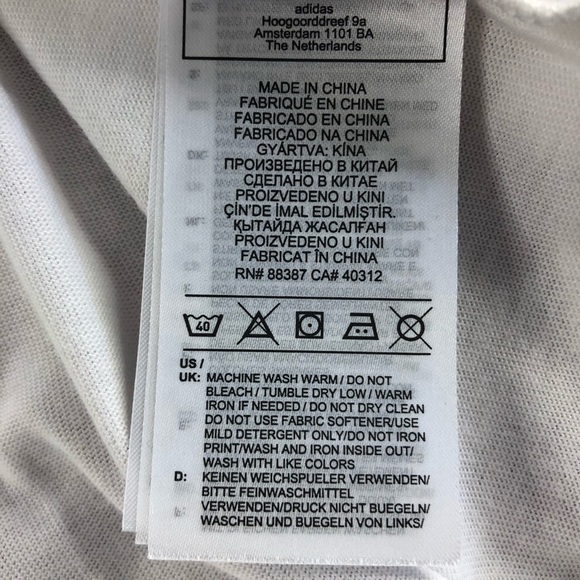 adidas
Hoogoorddreef 9a
Amsterdam 1101 BA
The Netherlands
MADE IN CHINA
FABRIQUÉ EN CHINE
FABRICADO EN CHINA
FABRICADO NA CHINA
GYÁRTVA: KÍNA
ПРОИЗВЕДЕНО В КИТАЙ
СДЕЛАНО В КИТАЕ
PROIZVEDENO U KINI
ÇİN'DE İMAL EDİLMİŞTİR.
ҚЫТАЙДА ЖАСАЛҒАН
PROIZVEDENO U KINI
FABRICAT ÎN CHINA
RN# 88387 CA# 40312
40
US /
UK: MACHINE WASH WARM / DO NOT
BLEACH / TUMBLE DRY LOW / WARM
IRON IF NEEDED / DO NOT DRY CLEAN
DO NOT USE FABRIC SOFTENER/USE
MILD DETERGENT ONLY/DO NOT IRON
PRINT/WASH AND IRON INSIDE OUT/
WASH WITH LIKE COLORS
D: KEINEN WEICHSPUELER VERWENDEN/
BITTE FEINWASCHMITTEL
VERWENDEN/DRUCK NICHT BUEGELN/
WASCHEN UND BUEGELN VON LINKS/